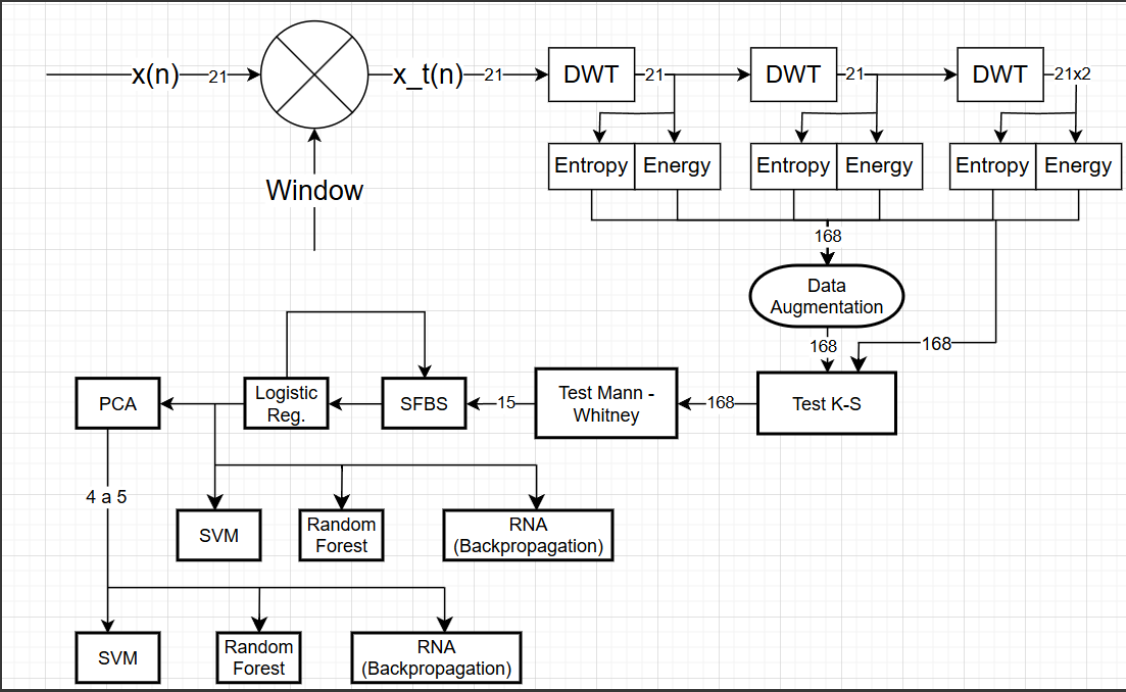 x(n)
21
x_t(n)
21
DWT
21
DWT
21
DWT
21x2
Window
Entropy
Energy
Entropy
Energy
Entropy
Energy
168
Data
Augmentation
168
168
PCA
Logistic
Reg.
SFBS
15
Test Mann -
Whitney
168
Test K-S
4 a 5
SVM
Random
Forest
RNA
(Backpropagation)
SVM
Random
Forest
RNA
(Backpropagation)